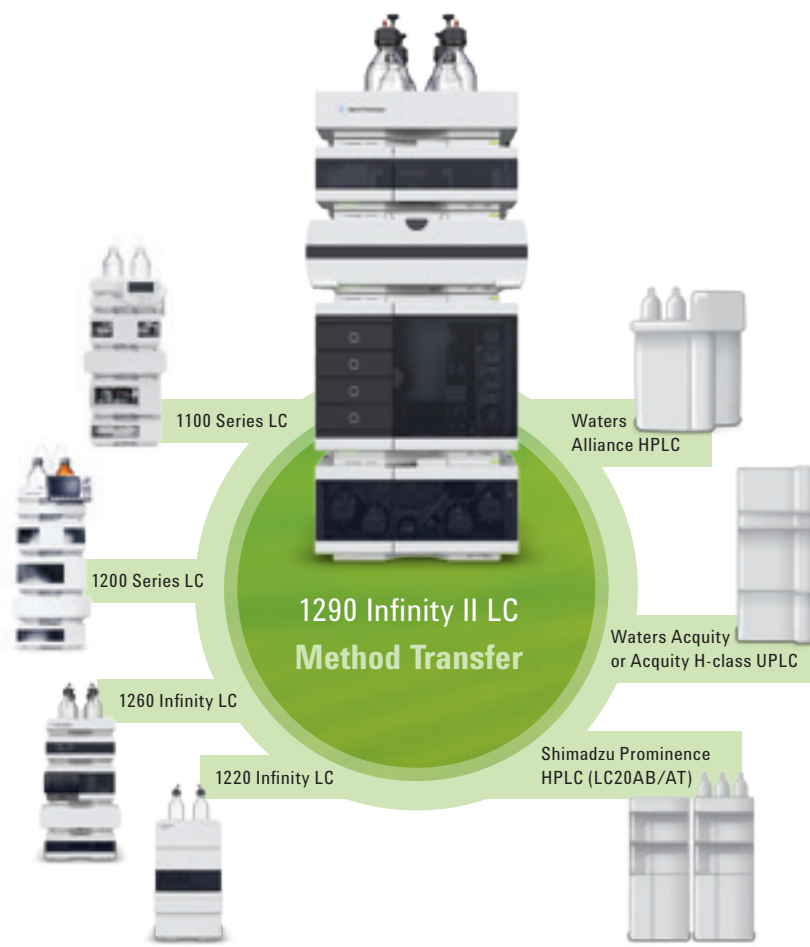 1100 Series LC
Waters
Alliance HPLC
1200 Series LC
1290 Infinity II LC
Method Transfer
Waters Acquity
or Acquity H-class UPLC
1260 Infinity LC
1220 Infinity LC
Shimadzu Prominence
HPLC (LC20AB/AT)